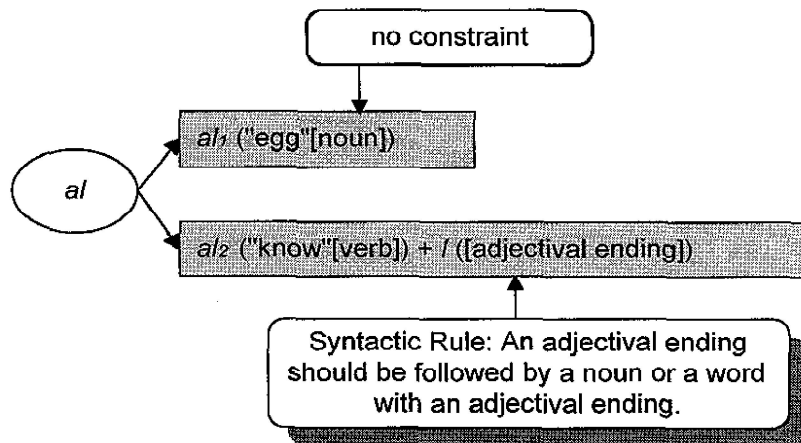 no constraint
al₁ ("egg"[noun])
al
al₂ ("know"[verb]) + l ([adjectival ending])
Syntactic Rule: An adjectival ending
should be followed by a noun or a word
with an adjectival ending.